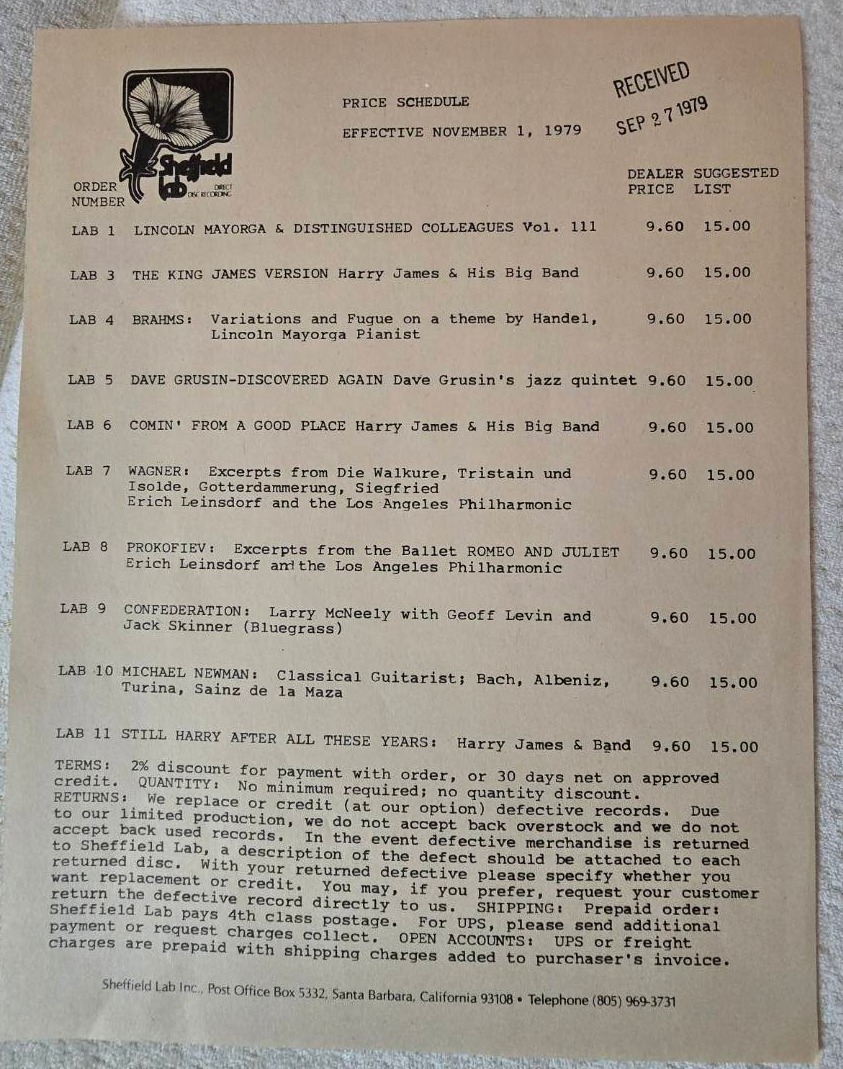 RECEIVED
SEP 27 1979
PRICE SCHEDULE
EFFECTIVE NOVEMBER 1, 1979
Sheffield
Lab DIRECT
DISC RECORDING
DEALER SUGGESTED
PRICE LIST
ORDER
NUMBER
LAB 1 LINCOLN MAYORGA & DISTINGUISHED COLLEAGUES Vol. 111 9.60 15.00
LAB 3 THE KING JAMES VERSION Harry James & His Big Band 9.60 15.00
LAB 4 BRAHMS: Variations and Fugue on a theme by Handel, 9.60 15.00
Lincoln Mayorga Pianist
LAB 5 DAVE GRUSIN-DISCOVERED AGAIN Dave Grusin's jazz quintet 9.60 15.00
LAB 6 COMIN' FROM A GOOD PLACE Harry James & His Big Band 9.60 15.00
LAB 7 WAGNER: Excerpts from Die Walkure, Tristain und 9.60 15.00
Isolde, Gotterdammerung, Siegfried
Erich Leinsdorf and the Los Angeles Philharmonic
LAB 8 PROKOFIEV: Excerpts from the Ballet ROMEO AND JULIET 9.60 15.00
Erich Leinsdorf and the Los Angeles Philharmonic
LAB 9 CONFEDERATION: Larry McNeely with Geoff Levin and 9.60 15.00
Jack Skinner (Bluegrass)
LAB 10 MICHAEL NEWMAN: Classical Guitarist; Bach, Albeniz, 9.60 15.00
Turina, Sainz de la Maza
LAB 11 STILL HARRY AFTER ALL THESE YEARS: Harry James & Band 9.60 15.00
TERMS: 2% discount for payment with order, or 30 days net on approved
credit. QUANTITY: No minimum required; no quantity discount.
RETURNS: We replace or credit (at our option) defective records. Due
to our limited production, we do not accept back overstock and we do not
accept back used records. In the event defective merchandise is returned
to Sheffield Lab, a description of the defect should be attached to each
returned disc. With your returned defective please specify whether you
want replacement or credit. You may, if you prefer, request your customer
return the defective record directly to us. SHIPPING: Prepaid order:
Sheffield Lab pays 4th class postage. For UPS, please send additional
payment or request charges collect. OPEN ACCOUNTS: UPS or freight
charges are prepaid with shipping charges added to purchaser's invoice.
Sheffield Lab Inc., Post Office Box 5332, Santa Barbara, California 93108 • Telephone (805) 969-3731